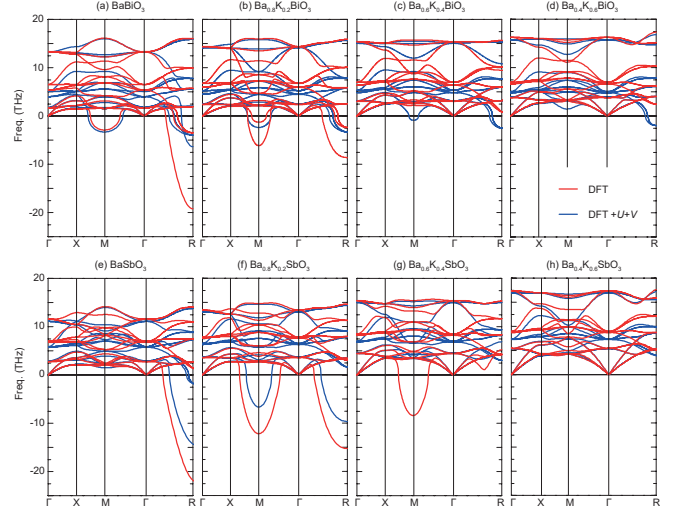 (a) BaBiO₃
(b) Ba₀.₈K₀.₂BiO₃
(c) Ba₀.₆K₀.₄BiO₃
(d) Ba₀.₄K₀.₆BiO₃
20
10
0
-10
-20
Freq. (THz)
DFT
DFT +U+V
Γ X M Γ R
Γ X M Γ R
Γ X M Γ R
Γ X M Γ R
(e) BaSbO₃
(f) Ba₀.₈K₀.₂SbO₃
(g) Ba₀.₆K₀.₄SbO₃
(h) Ba₀.₄K₀.₆SbO₃
20
10
0
-10
-20
Freq. (THz)
Γ X M Γ R
Γ X M Γ R
Γ X M Γ R
Γ X M Γ R